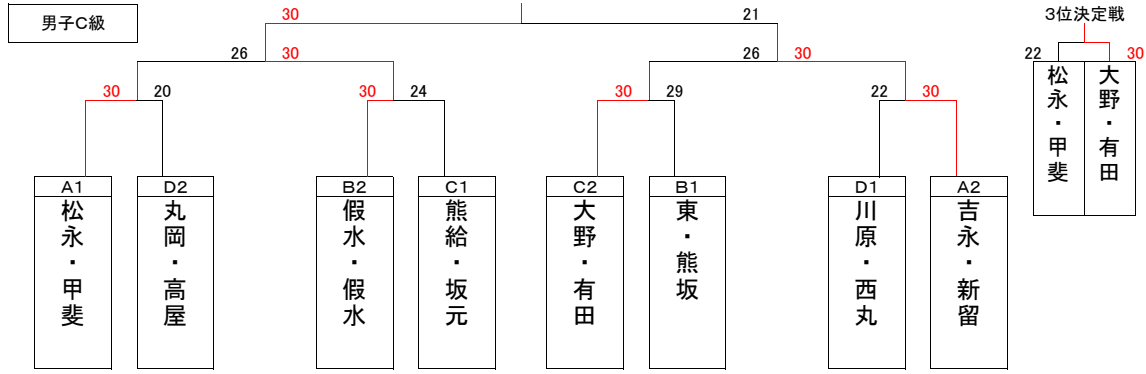 男子C級
30 21
3位決定戦
26 30 26 30
22 30
30 20 30 24 30 29 22 30
松永・甲斐
大野・有田
A1 D2 B2 C1 C2 B1 D1 A2
松永・甲斐
丸岡・高屋
假水・假水
熊給・坂元
大野・有田
東・熊坂
川原・西丸
吉永・新留